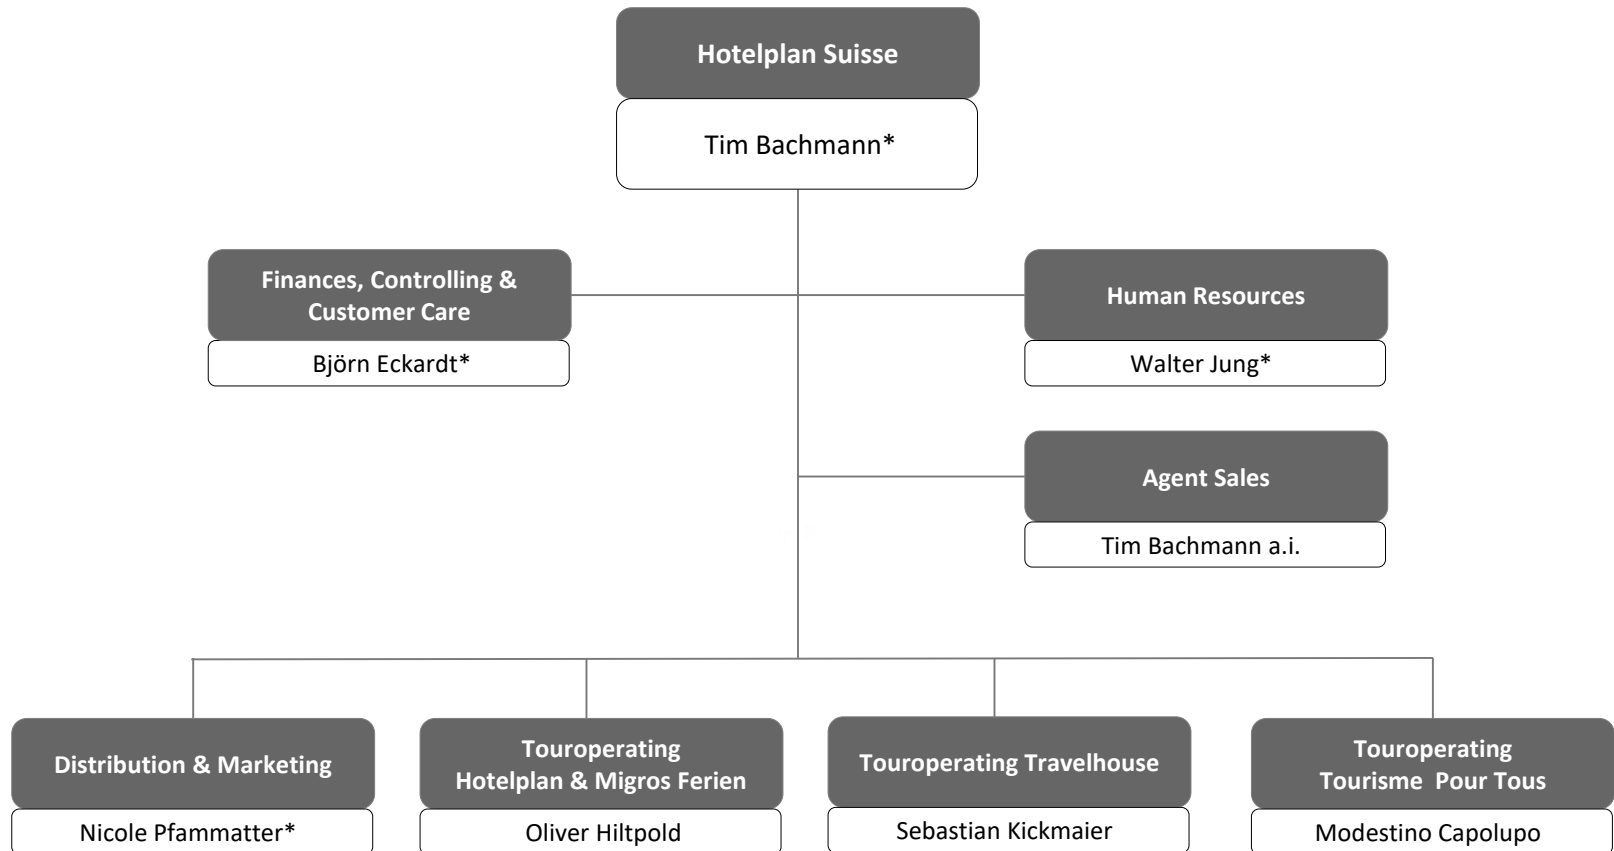 Hotelplan Suisse
Tim Bachmann*
Finances, Controlling &
Customer Care
Björn Eckardt*
Human Resources
Walter Jung*
Agent Sales
Tim Bachmann a.i.
Distribution & Marketing
Nicole Pfammatter*
Touroperating
Hotelplan & Migros Ferien
Oliver Hiltpold
Touroperating Travelhouse
Sebastian Kickmaier
Touroperating
Tourisme Pour Tous
Modestino Capolupo